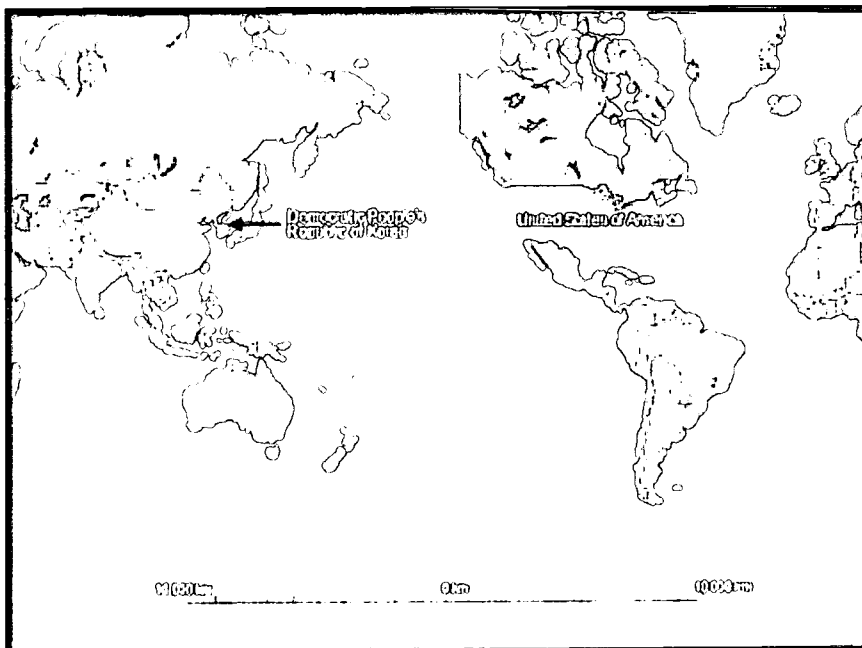 Democratic People's
Republic of Korea
United States of America
10 000 km
0 km
10 000 km